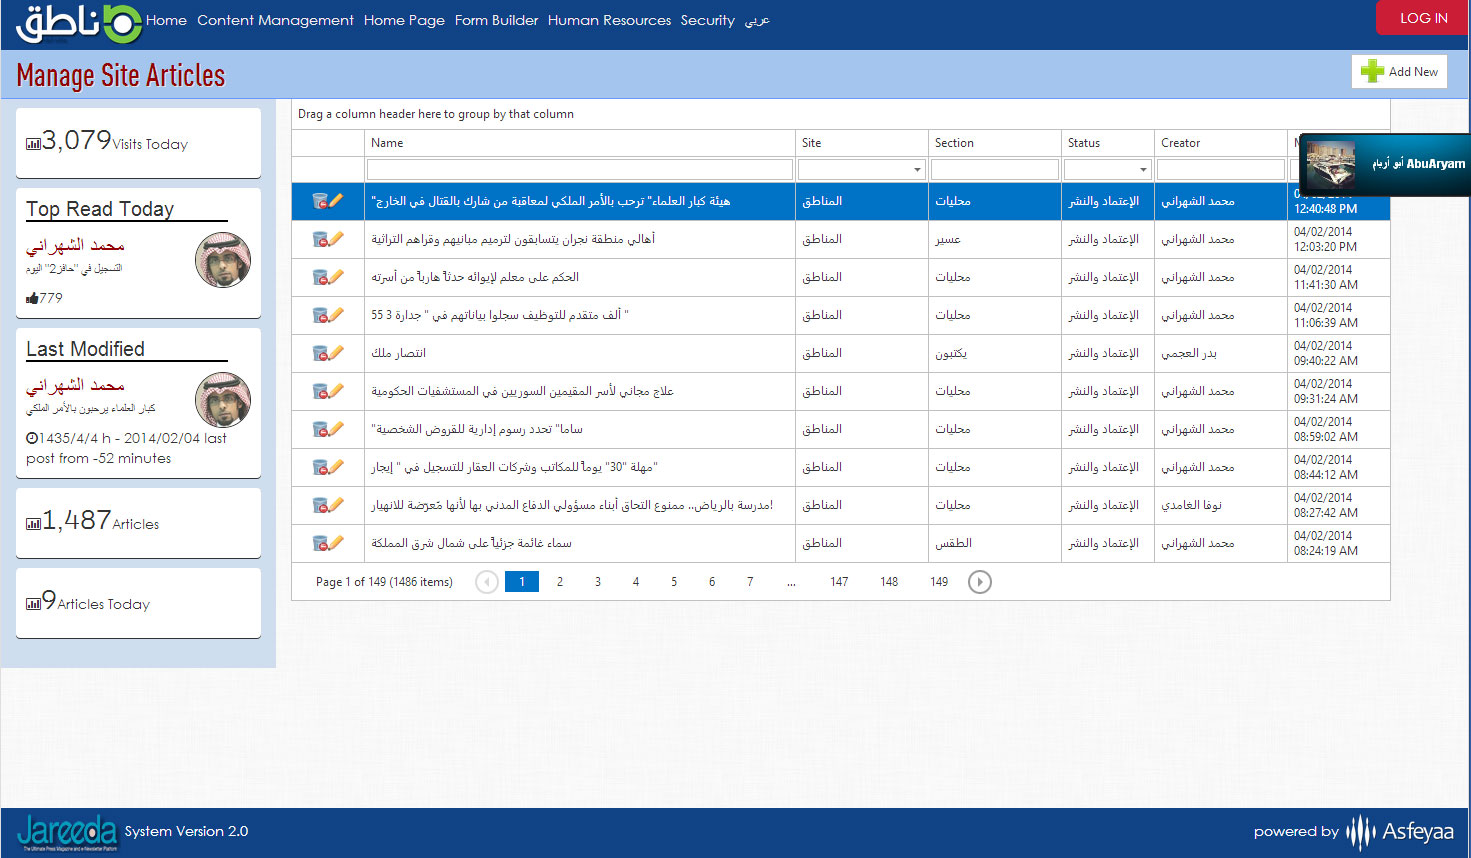 ناطق
Home Content Management Home Page Form Builder Human Resources Security عربي
LOG IN
Manage Site Articles
Add New
3,079 Visits Today
Top Read Today
محمد الشهراني
التسجيل في "حافز2" اليوم
779
Last Modified
محمد الشهراني
كبار العلماء يرحبون بالأمر الملكي
1435/4/4 h - 2014/02/04 last
post from -52 minutes
1,487 Articles
9 Articles Today
Drag a column header here to group by that column
Name Site Section Status Creator
أبو أريام AbuAryam
"هيئة كبار العلماء" ترحب بالأمر الملكي لمعاقبة من شارك بالقتال في الخارج المناطق محليات الإعتماد والنشر محمد الشهراني
12:40:48 PM
أهالي منطقة نجران يتسابقون لترميم مبانيهم وقراهم التراثية المناطق عسير الإعتماد والنشر محمد الشهراني 04/02/2014
12:03:20 PM
الحكم على معلم لإيوائه حدثاً هارباً من أسرته المناطق محليات الإعتماد والنشر محمد الشهراني 04/02/2014
11:41:30 AM
55 ألف متقدم للتوظيف سجلوا بياناتهم في " جدارة 3 " المناطق محليات الإعتماد والنشر محمد الشهراني 04/02/2014
11:06:39 AM
انتصار ملك المناطق يكتبون الإعتماد والنشر بدر العجمي 04/02/2014
09:40:22 AM
علاج مجاني لأسر المقيمين السوريين في المستشفيات الحكومية المناطق محليات الإعتماد والنشر محمد الشهراني 04/02/2014
09:31:24 AM
"ساما" تحدد رسوم إدارية للقروض الشخصية المناطق محليات الإعتماد والنشر محمد الشهراني 04/02/2014
08:59:02 AM
مهلة "30" يوماً للمكاتب وشركات العقار للتسجيل في " إيجار" المناطق محليات الإعتماد والنشر محمد الشهراني 04/02/2014
08:44:12 AM
مدرسة بالرياض.. ممنوع التحاق أبناء مسؤولي الدفاع المدني بها لأنها مّعرّضة للانهيار! المناطق محليات الإعتماد والنشر نوفا الغامدي 04/02/2014
08:27:42 AM
سماء غائمة جزئياً على شمال شرق المملكة المناطق الطقس الإعتماد والنشر محمد الشهراني 04/02/2014
08:24:19 AM
Page 1 of 149 (1486 items) 1 2 3 4 5 6 7 ... 147 148 149
Jareeda System Version 2.0
The Ultimate Press Magazine and e-Newsletter Platform
powered by Asfeyaa